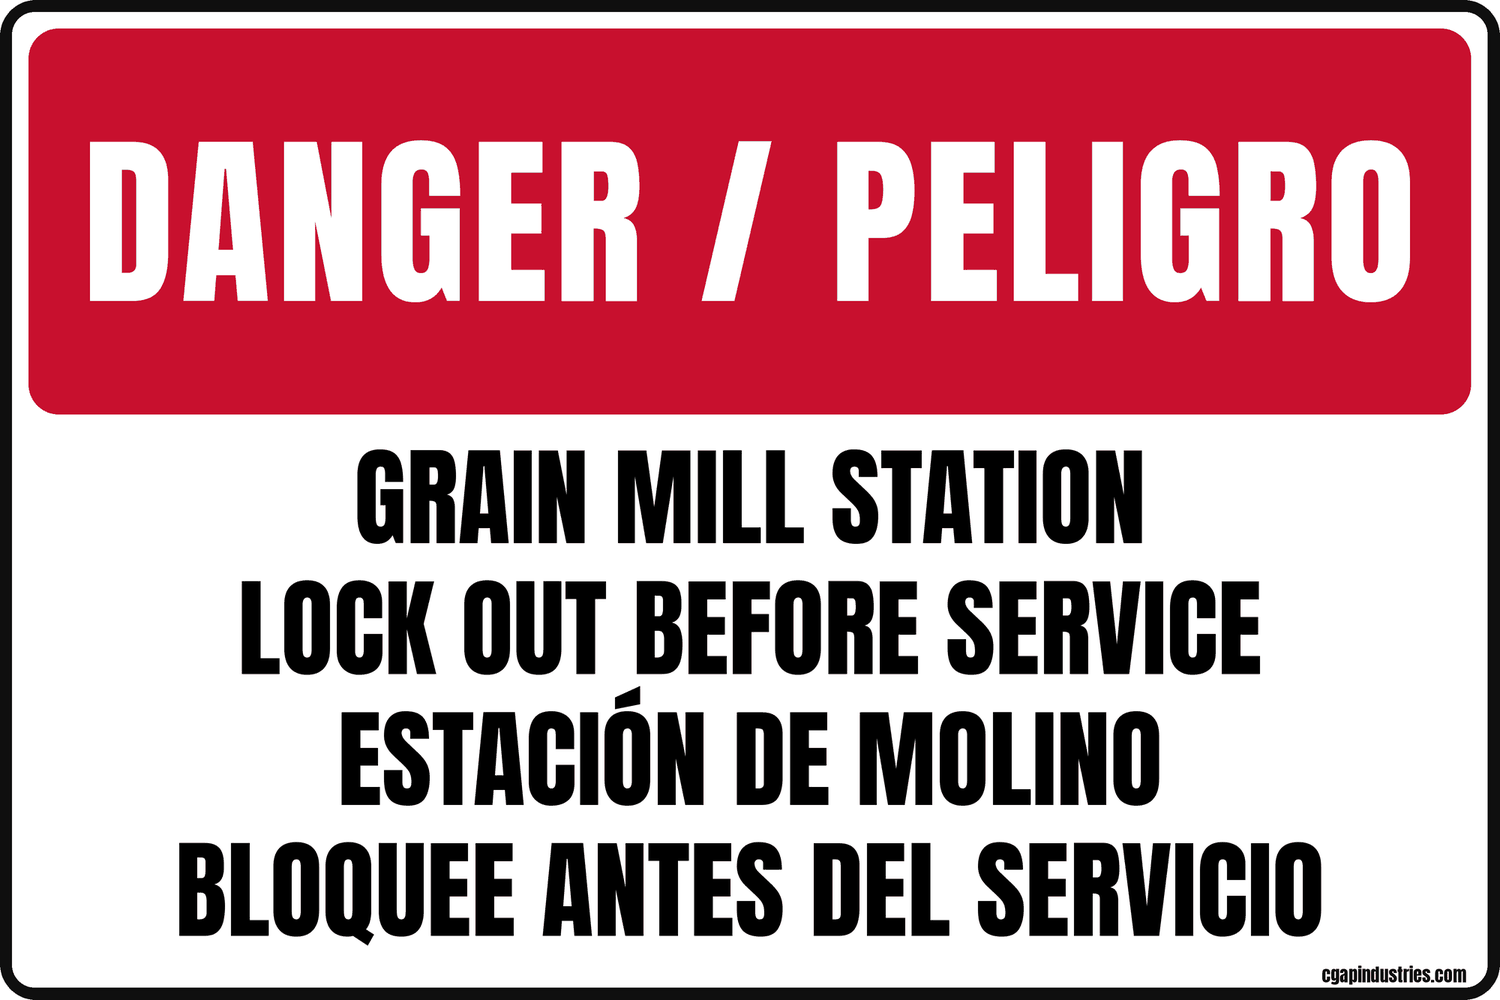 DANGER / PELIGRO
GRAIN MILL STATION
LOCK OUT BEFORE SERVICE
ESTACIÓN DE MOLINO
BLOQUEE ANTES DEL SERVICIO
cgapindustries.com